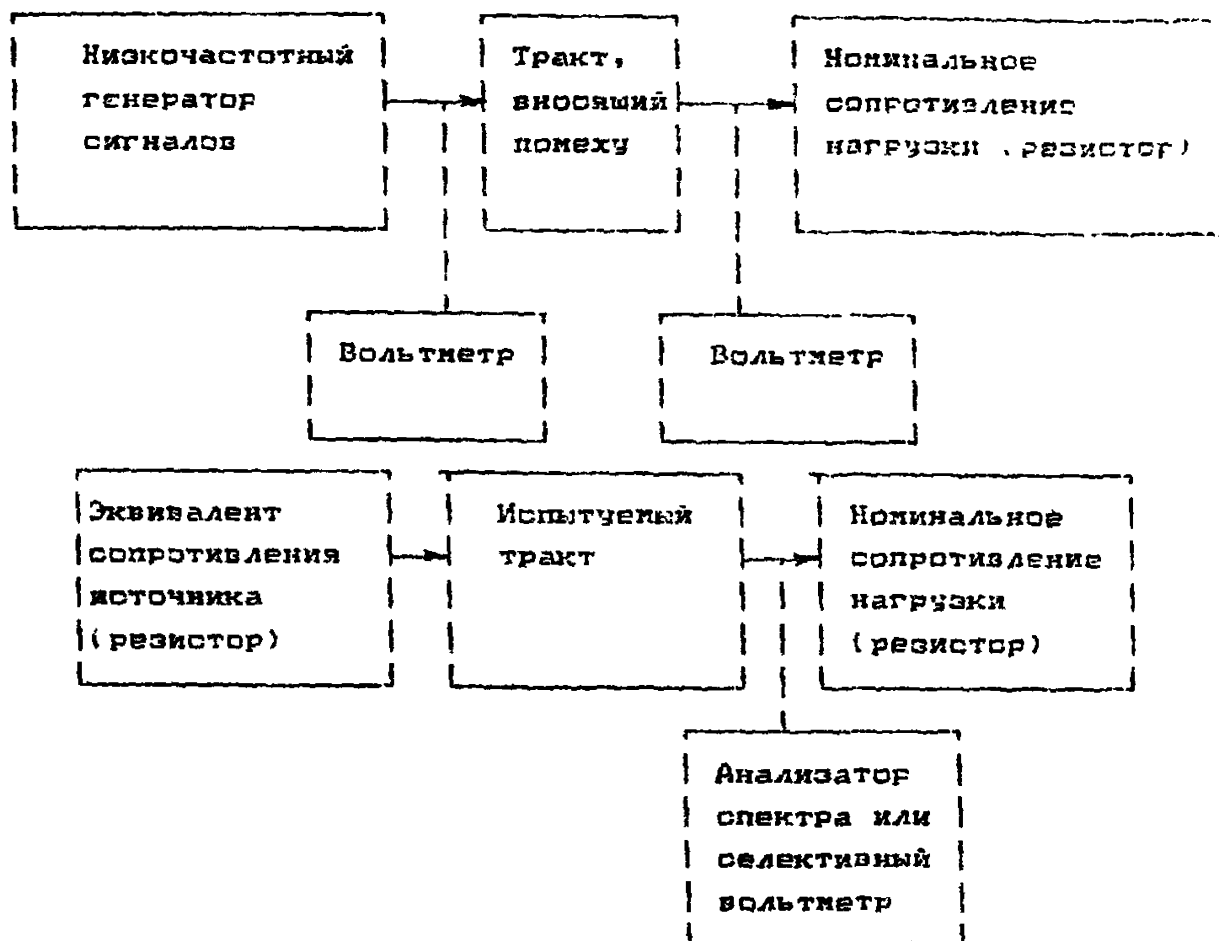 Низкочастотный
генератор
сигналов
Тракт,
вносящий
помеху
Номинальное
сопротивление
нагрузки (резистор)
Вольтметр
Вольтметр
Эквивалент
сопротивления
источника
(резистор)
Испытуемый
тракт
Номинальное
сопротивление
нагрузки
(резистор)
Анализатор
спектра или
селективный
вольтметр